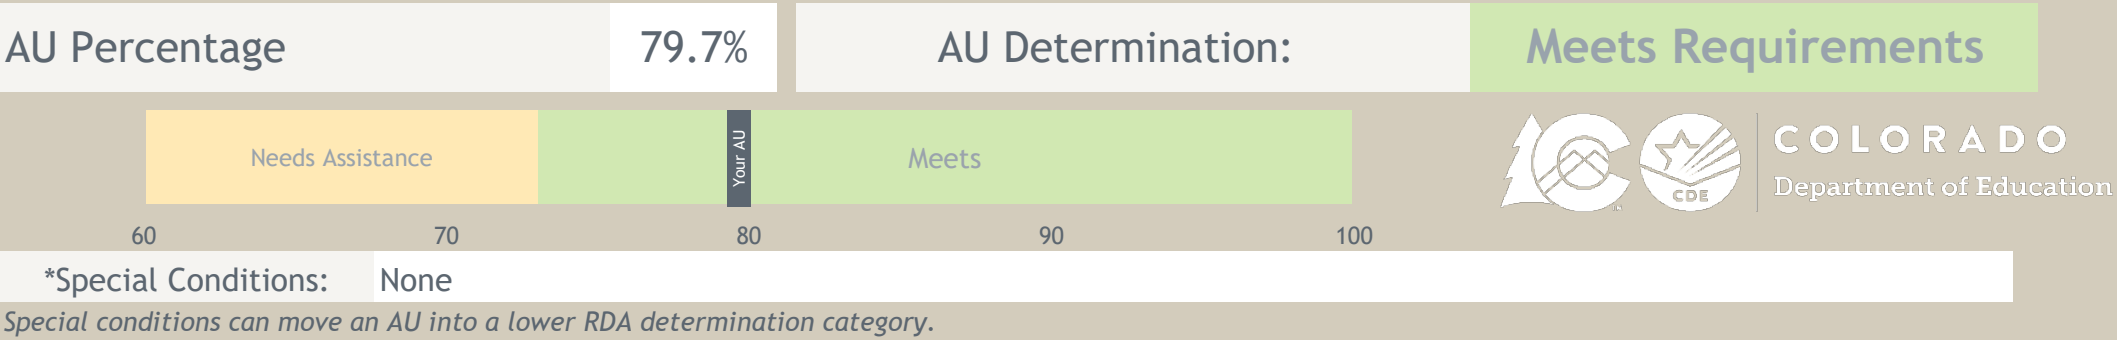 AU Percentage 79.7% AU Determination: Meets Requirements
Needs Assistance Your AU Meets
COLORADO
Department of Education
CDE
60 70 80 90 100
*Special Conditions: None
Special conditions can move an AU into a lower RDA determination category.